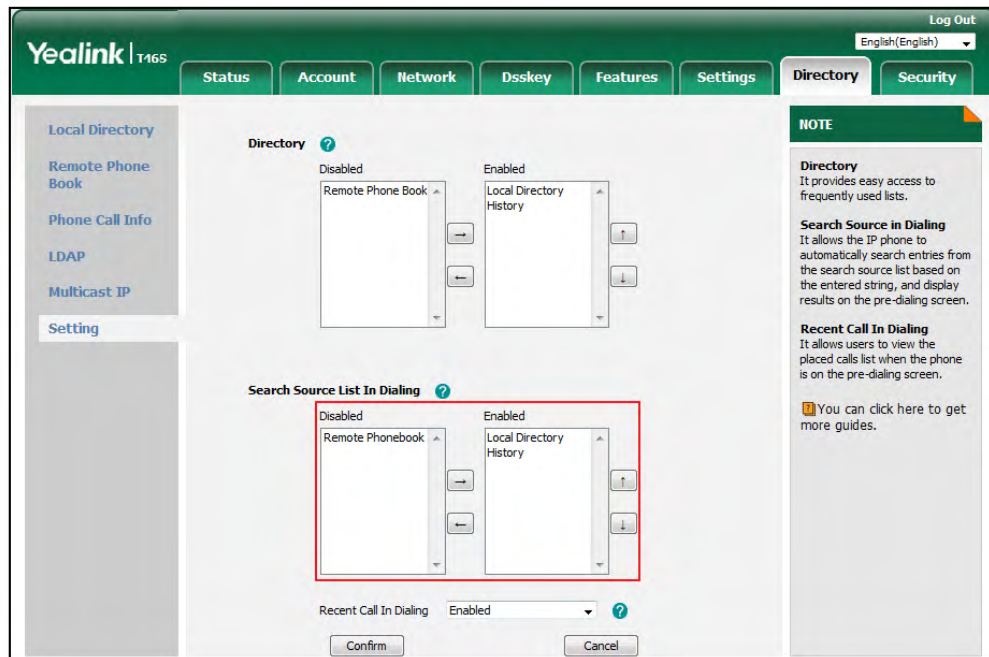 Log Out
English(English)
Yealink | T46S
Status Account Network Dsskey Features Settings Directory Security
Local Directory
Remote Phone
Book
Phone Call Info
LDAP
Multicast IP
Setting
Directory ?
Disabled Enabled
Remote Phone Book Local Directory
History
→ ↑
← ↓
Search Source List In Dialing ?
Disabled Enabled
Remote Phonebook Local Directory
History
→ ↑
← ↓
Recent Call In Dialing Enabled ?
Confirm Cancel
NOTE
Directory
It provides easy access to
frequently used lists.
Search Source in Dialing
It allows the IP phone to
automatically search entries from
the search source list based on
the entered string, and display
results on the pre-dialing screen.
Recent Call In Dialing
It allows users to view the
placed calls list when the phone
is on the pre-dialing screen.
? You can click here to get
more guides.